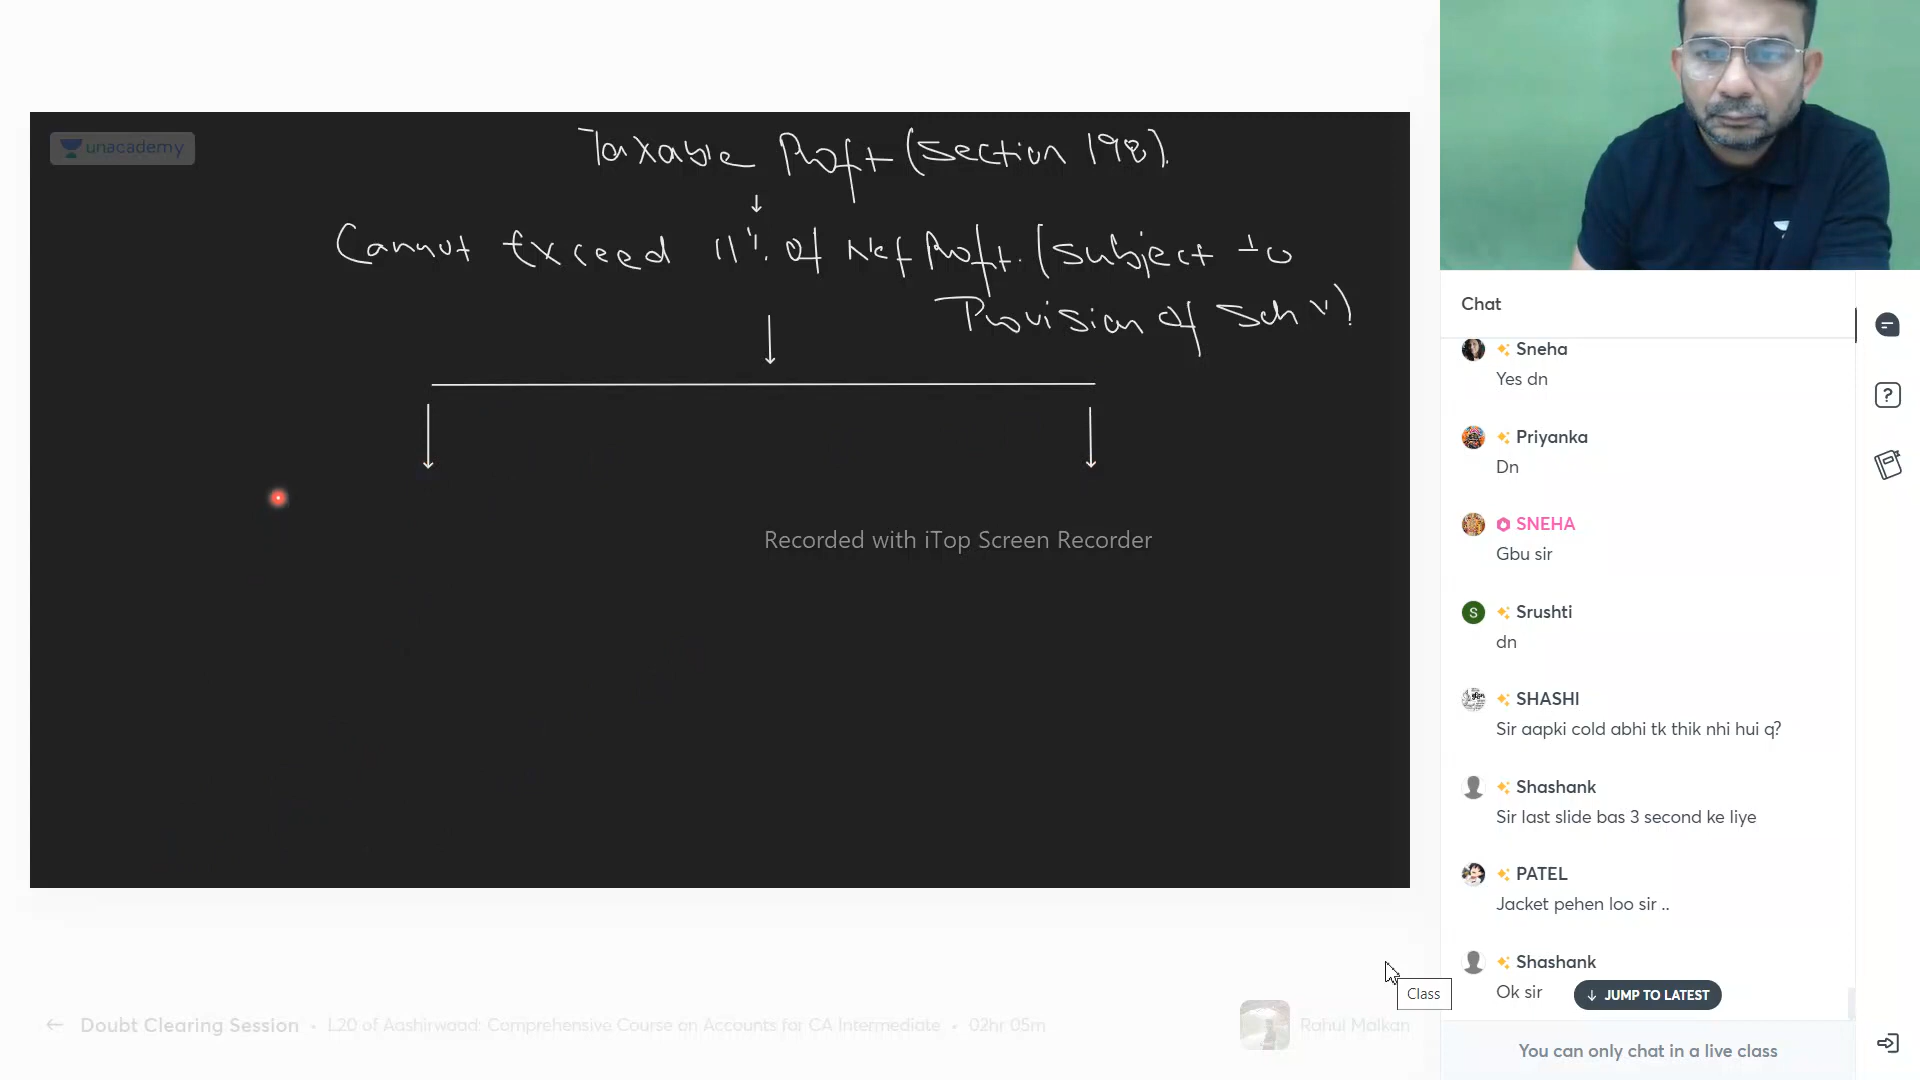 unacademy
Taxable Profit (Section 198).
Cannot Exceed 11% of Net Profit. (Subject to
Provision of Sch V)
Recorded with iTop Screen Recorder
Chat
Sneha
Yes dn
Priyanka
Dn
SNEHA
Gbu sir
S
Srushti
dn
SHASHI
Sir aapki cold abhi tk thik nhi hui q?
Shashank
Sir last slide bas 3 second ke liye
PATEL
Jacket pehen loo sir ..
Shashank
Ok sir
JUMP TO LATEST
Class
You can only chat in a live class
Doubt Clearing Session • L20 of Aashirwaad: Comprehensive Course on Accounts for CA Intermediate • 02hr 05m
Rahul Malkan